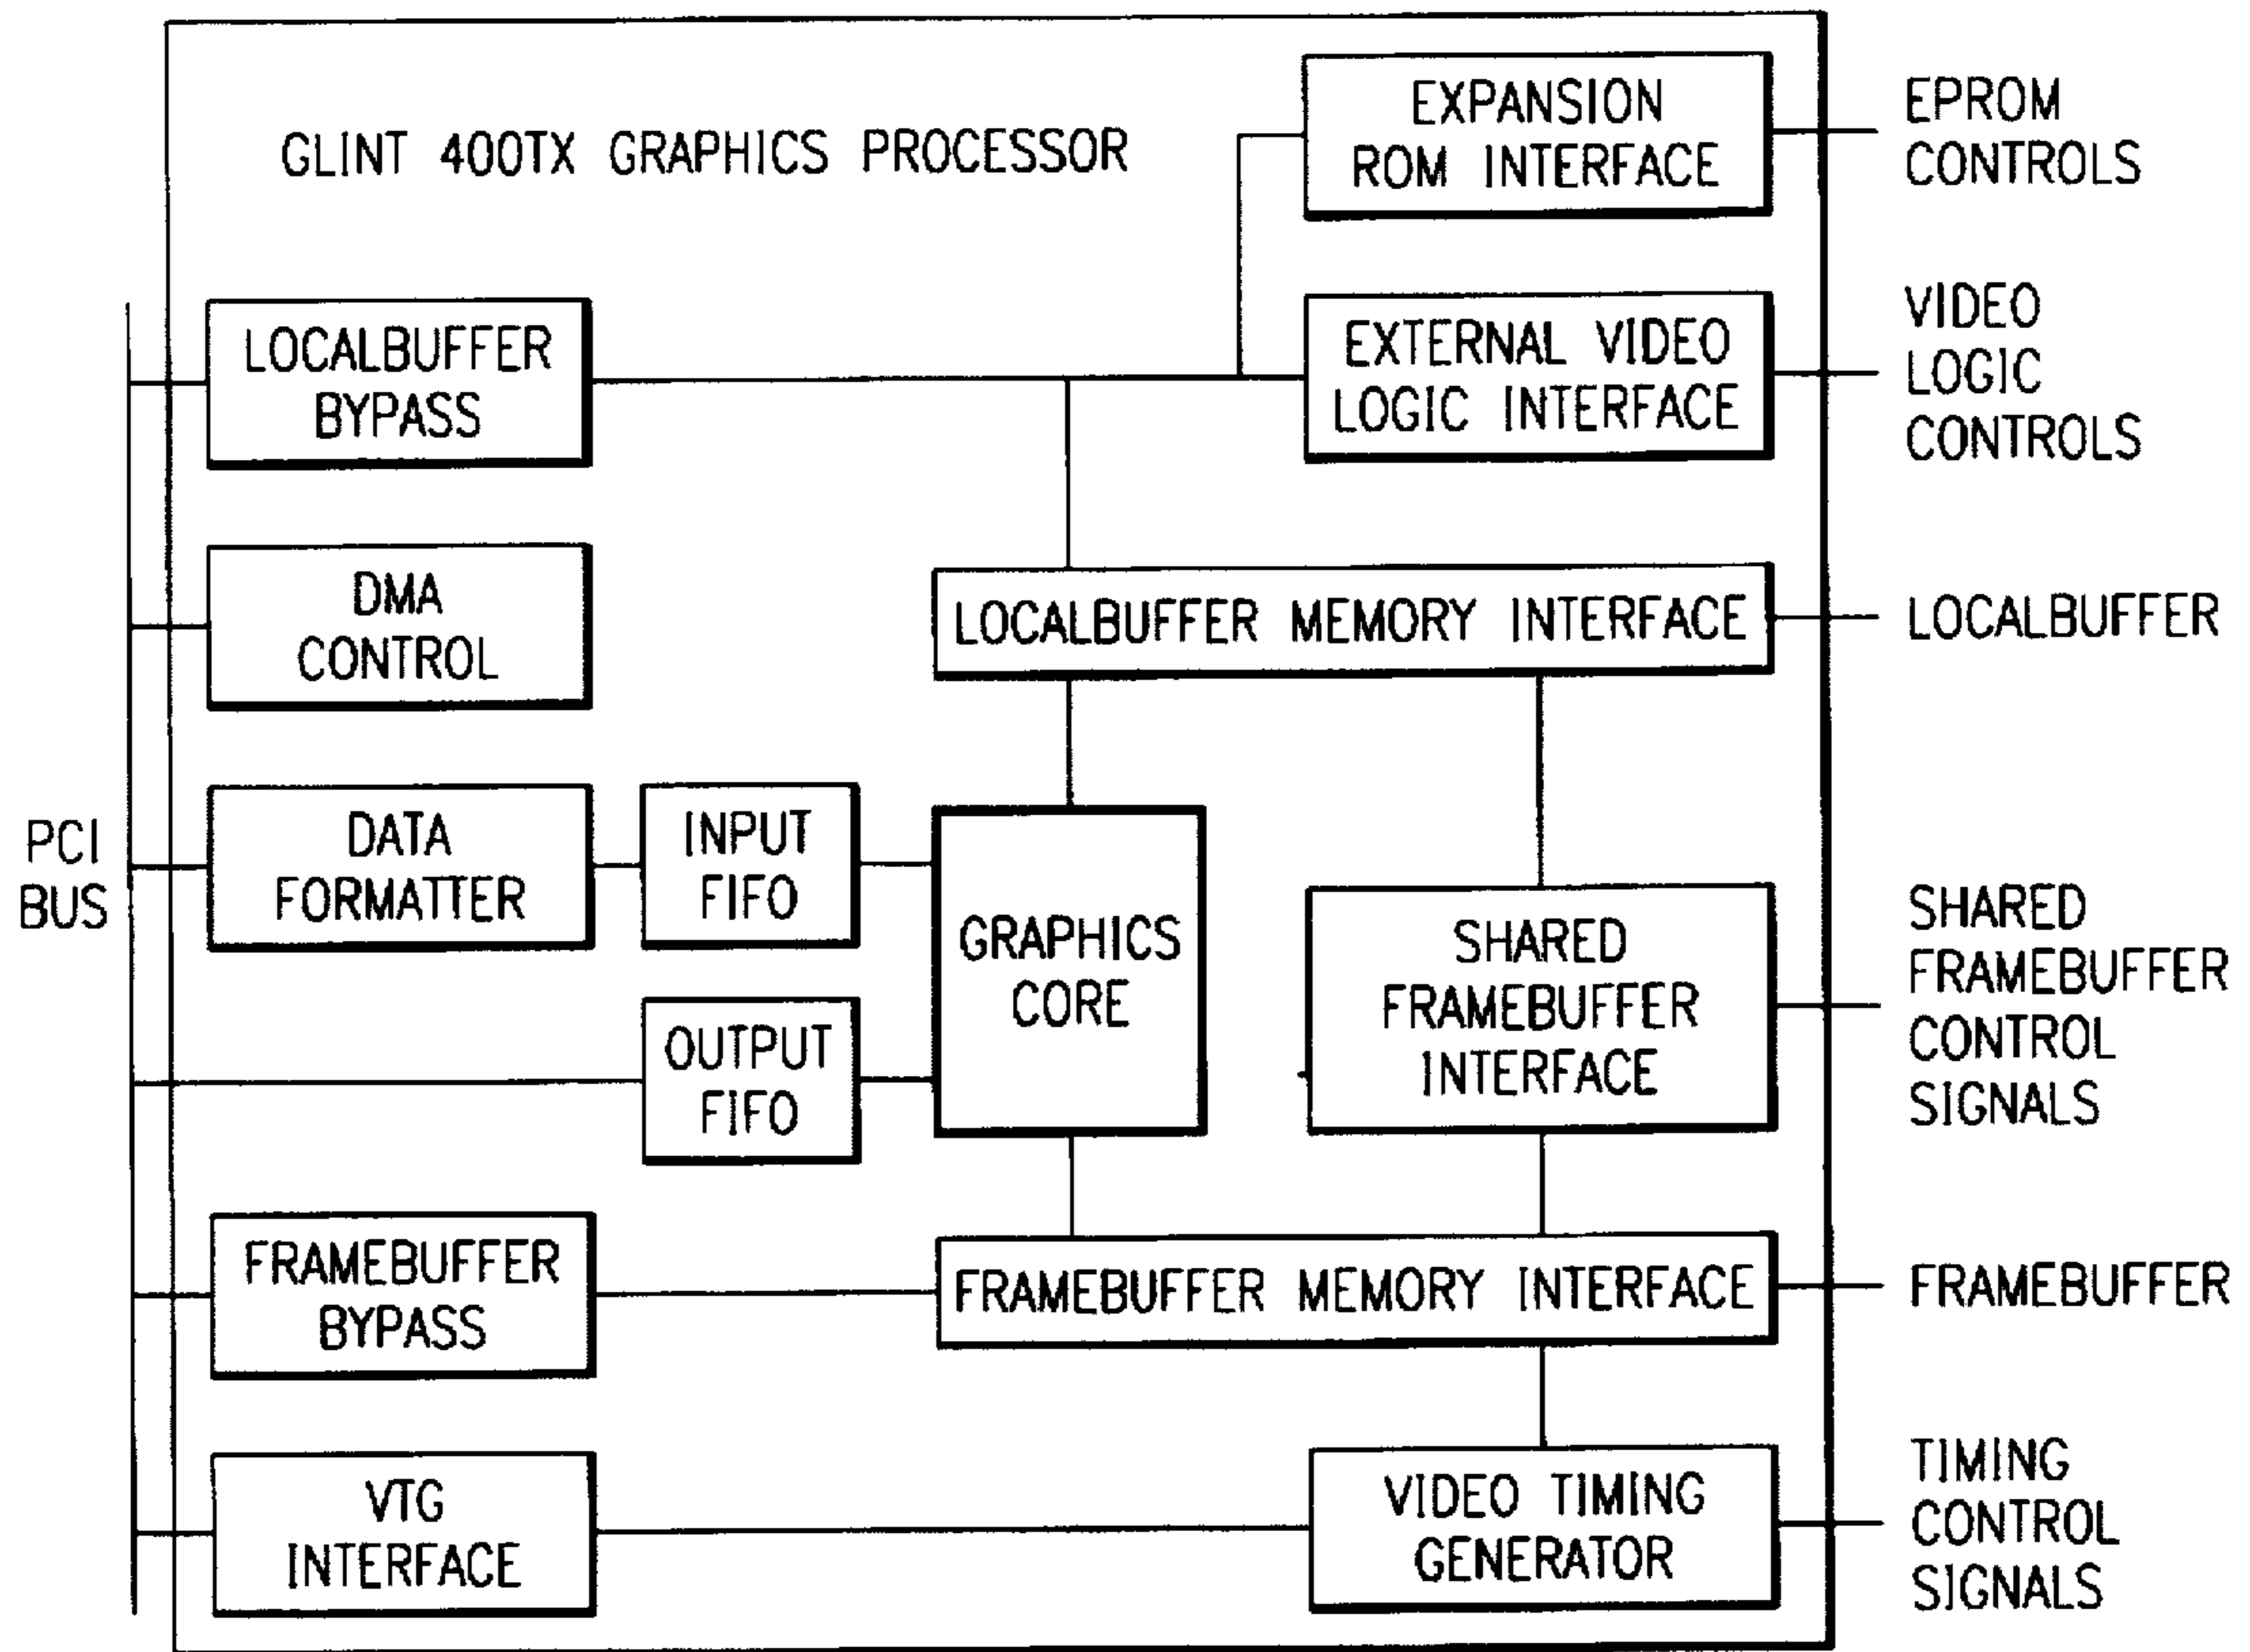 GLINT 400TX GRAPHICS PROCESSOR
EXPANSION
ROM INTERFACE
EPROM
CONTROLS
LOCALBUFFER
BYPASS
EXTERNAL VIDEO
LOGIC INTERFACE
VIDEO
LOGIC
CONTROLS
DMA
CONTROL
LOCALBUFFER MEMORY INTERFACE
LOCALBUFFER
PCI
BUS
DATA
FORMATTER
INPUT
FIFO
OUTPUT
FIFO
GRAPHICS
CORE
SHARED
FRAMEBUFFER
INTERFACE
SHARED
FRAMEBUFFER
CONTROL
SIGNALS
FRAMEBUFFER
BYPASS
FRAMEBUFFER MEMORY INTERFACE
FRAMEBUFFER
VTG
INTERFACE
VIDEO TIMING
GENERATOR
TIMING
CONTROL
SIGNALS